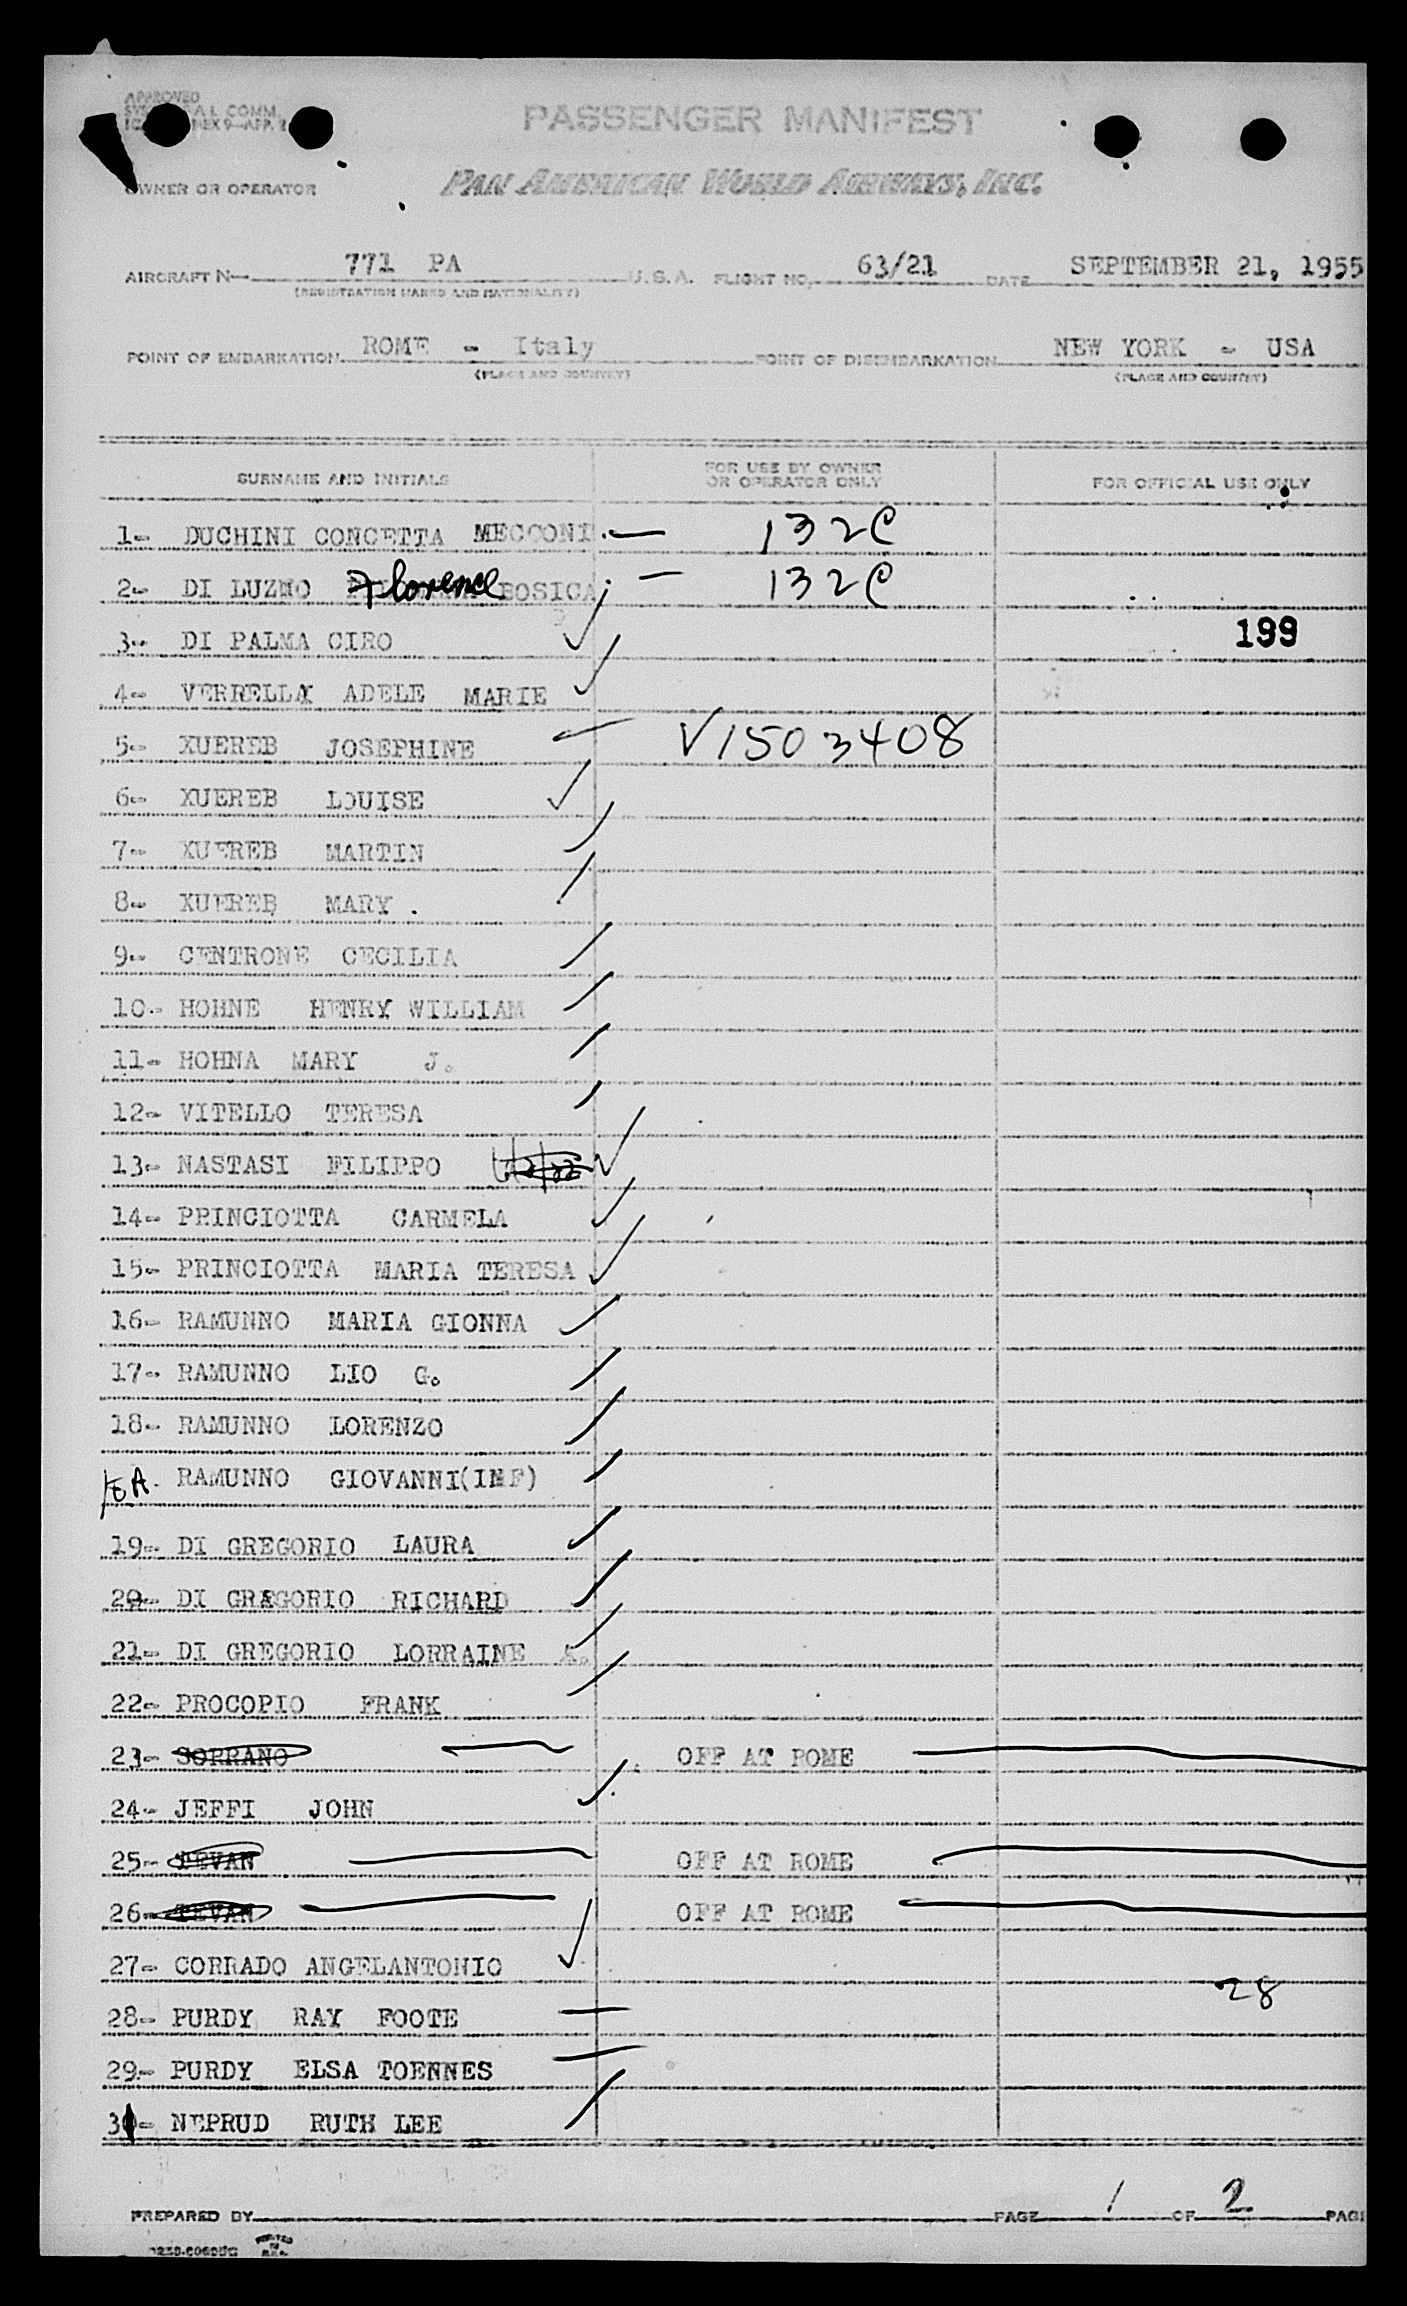 APPROVED
PASSENGER MANIFEST
OWNER OR OPERATOR
PAN AMERICAN WORLD AIRWAYS, INC.
AIRCRAFT N— 771 PA U.S.A. FLIGHT NO. 63/21 DATE SEPTEMBER 21, 1955
(REGISTRATION MARKS AND NATIONALITY)
POINT OF EMBARKATION ROME - Italy POINT OF DISEMBARKATION NEW YORK - USA
(PLACE AND COUNTRY) (PLACE AND COUNTRY)
SURNAME AND INITIALS FOR USE BY OWNER OR OPERATOR ONLY FOR OFFICIAL USE ONLY
1- DUCHINI CONCETTA MECCONI - 132C
2- DI LUZMO Florence BOSICA - 132C
3- DI PALMA CIRO 199
4- VERRELLA ADELE MARIE
5- XUEREB JOSEPHINE V1503408
6- XUEREB LOUISE
7- XUEREB MARTIN
8- XUEREB MARY .
9- CENTRONE CECILIA
10- HOHNE HENRY WILLIAM
11- HOHNA MARY J.
12- VITELLO TERESA
13- NASTASI FILIPPO
14- PRINCIOTTA CARMELA
15- PRINCIOTTA MARIA TERESA
16- RAMUNNO MARIA GIONNA
17- RAMUNNO LIO G.
18- RAMUNNO LORENZO
A. RAMUNNO GIOVANNI(INF)
19- DI GREGORIO LAURA
20- DI GRAGORIO RICHARD
21- DI GREGORIO LORRAINE A.
22- PROCOPIO FRANK
23- SOPRANO OFF AT ROME
24- JEFFI JOHN
25- TEVAN OFF AT ROME
26- TEVAN OFF AT ROME
27- CORRADO ANGELANTONIO
28
28- PURDY RAY FOOTE
29- PURDY ELSA TOENNES
30- NEPRUD RUTH LEE
PREPARED BY PAGE 1 OF 2 PAG